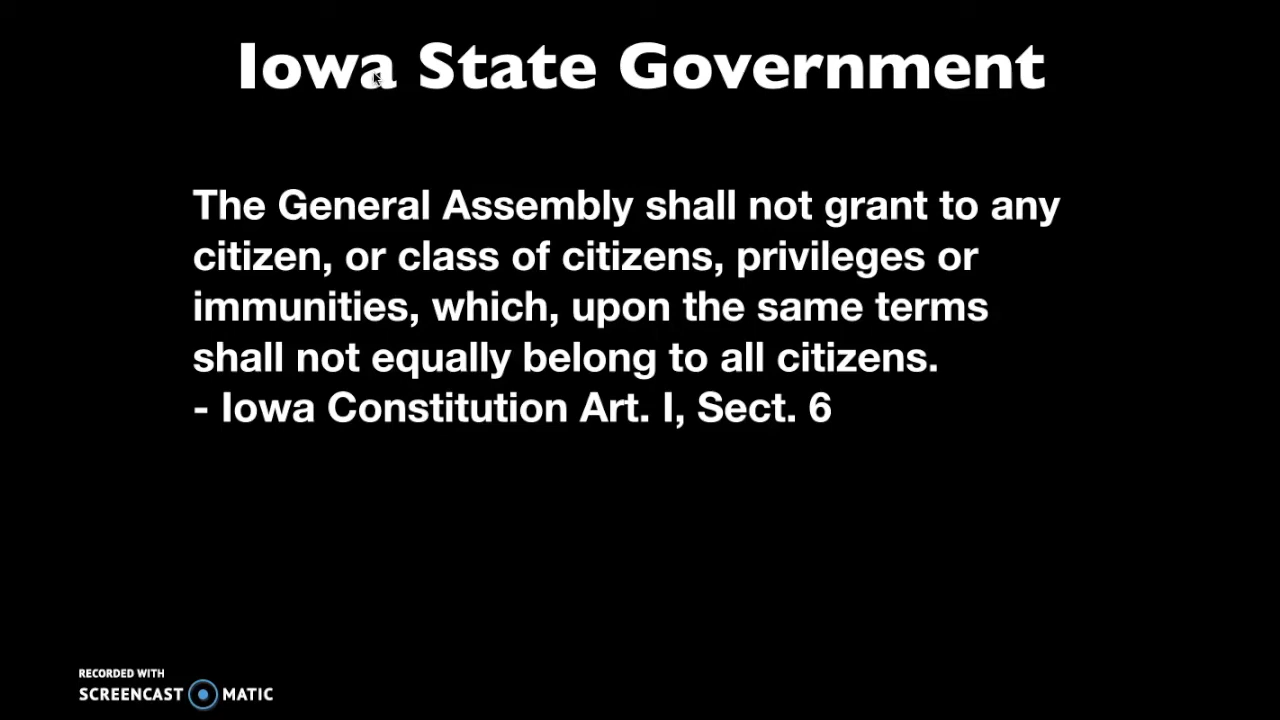 Iowa State Government
The General Assembly shall not grant to any
citizen, or class of citizens, privileges or
immunities, which, upon the same terms
shall not equally belong to all citizens.
- Iowa Constitution Art. I, Sect. 6
RECORDED WITH
SCREENCAST MATIC